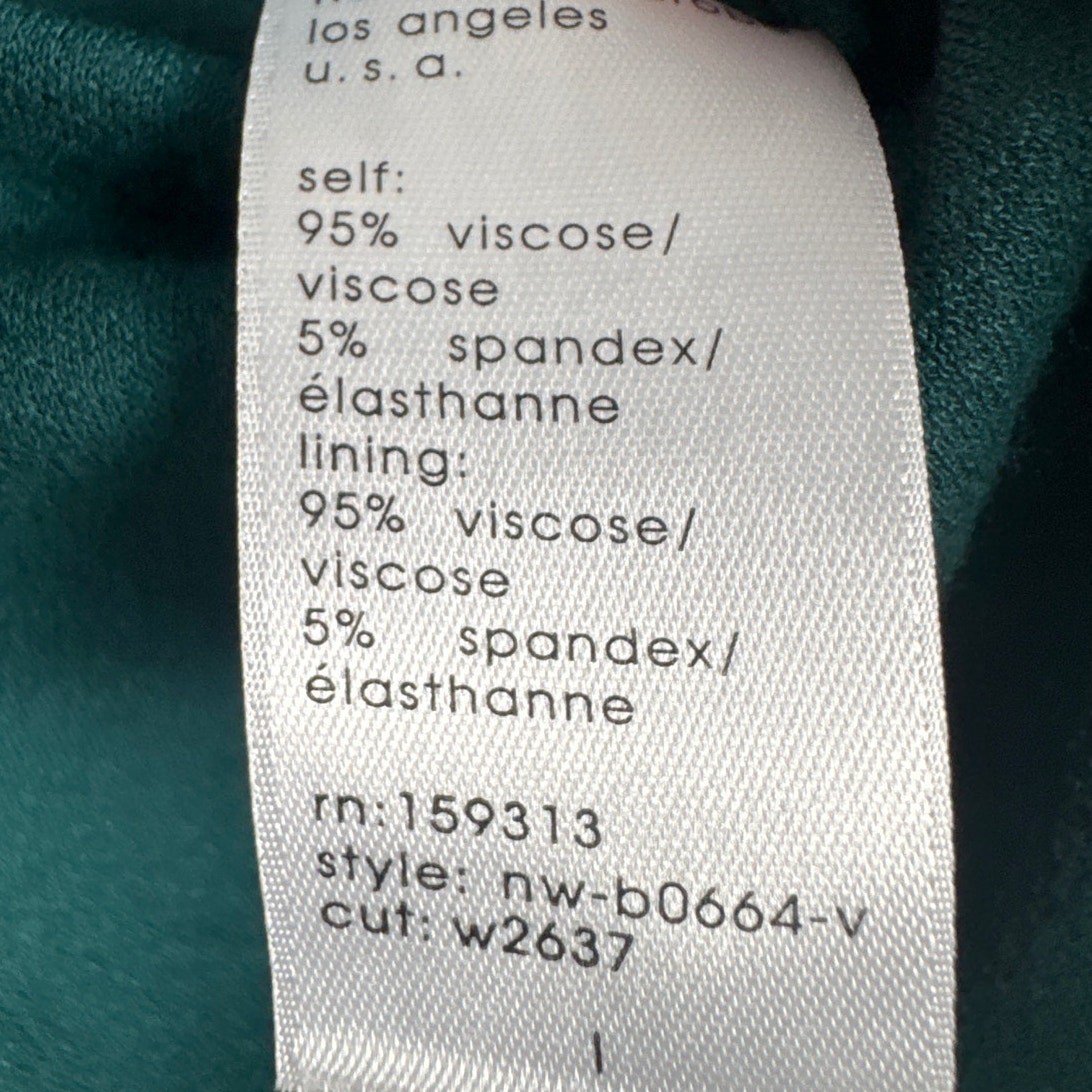 los angeles
u. s. a.
self:
95% viscose/
viscose
5% spandex/
élasthanne
lining:
95% viscose/
viscose
5% spandex/
élasthanne
rn:159313
style: nw-b0664-v
cut: w2637